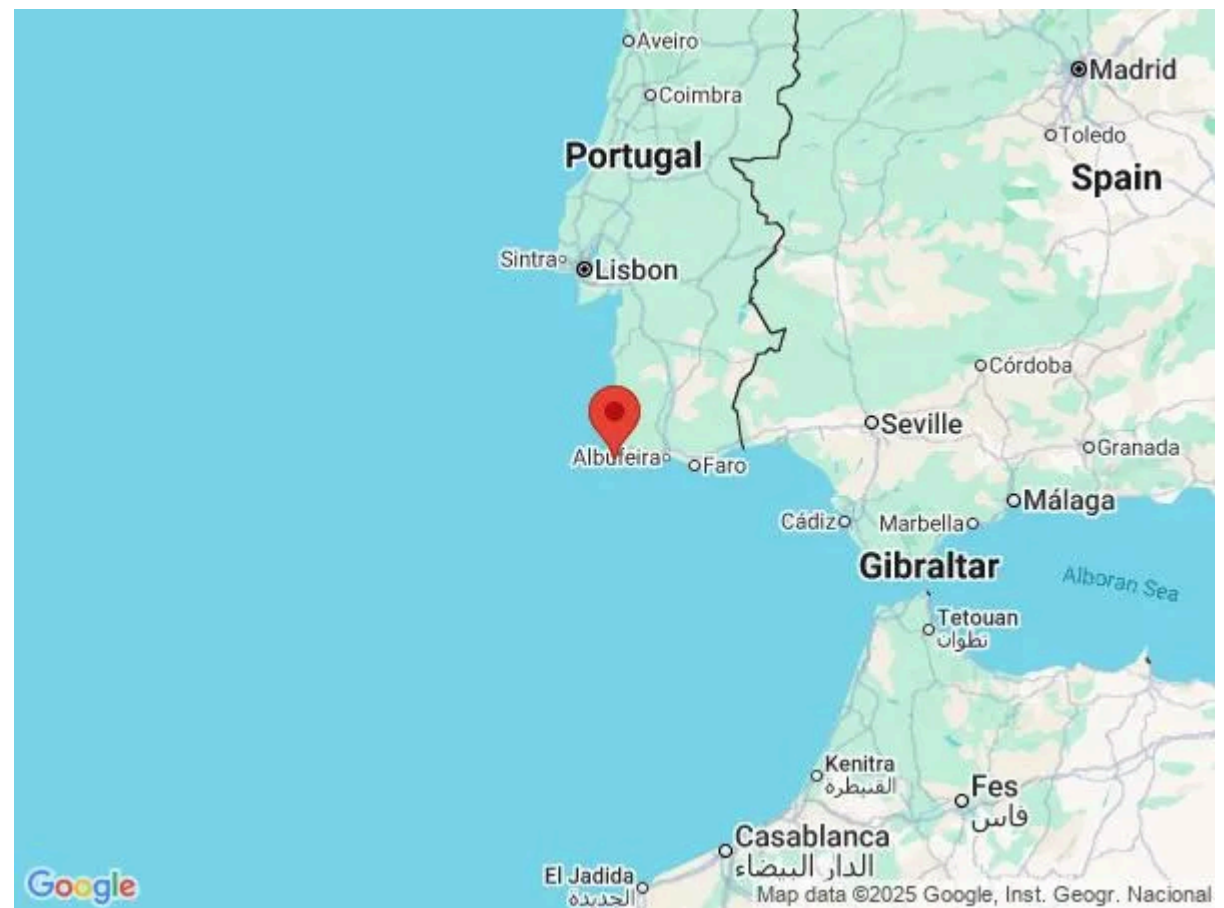 Aveiro
Madrid
Coimbra
Toledo
Portugal
Spain
Sintra
Lisbon
Córdoba
Seville
Granada
Albufeira
Faro
Málaga
Cádiz
Marbella
Gibraltar
Alboran Sea
Tetouan
تطوان
Kenitra
القنيطرة
Fes
فاس
Casablanca
الدار البيضاء
El Jadida
الجديدة
Google
Map data ©2025 Google, Inst. Geogr. Nacional